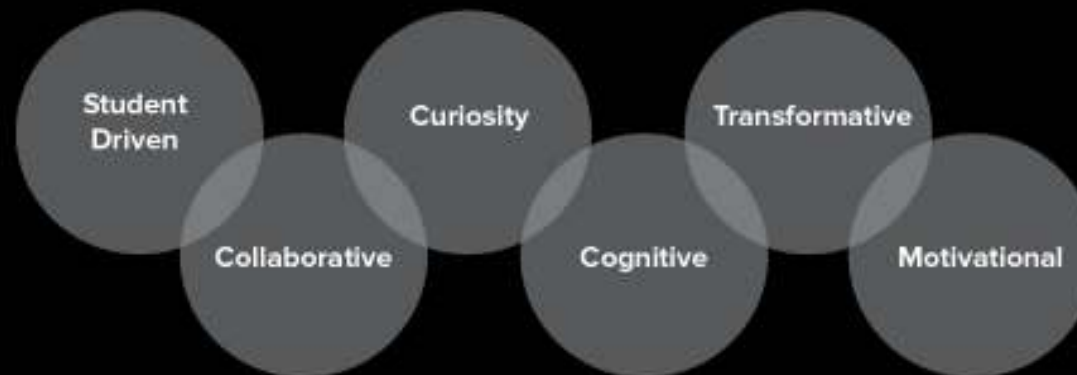 Student
Driven
Collaborative
Curiosity
Cognitive
Transformative
Motivational